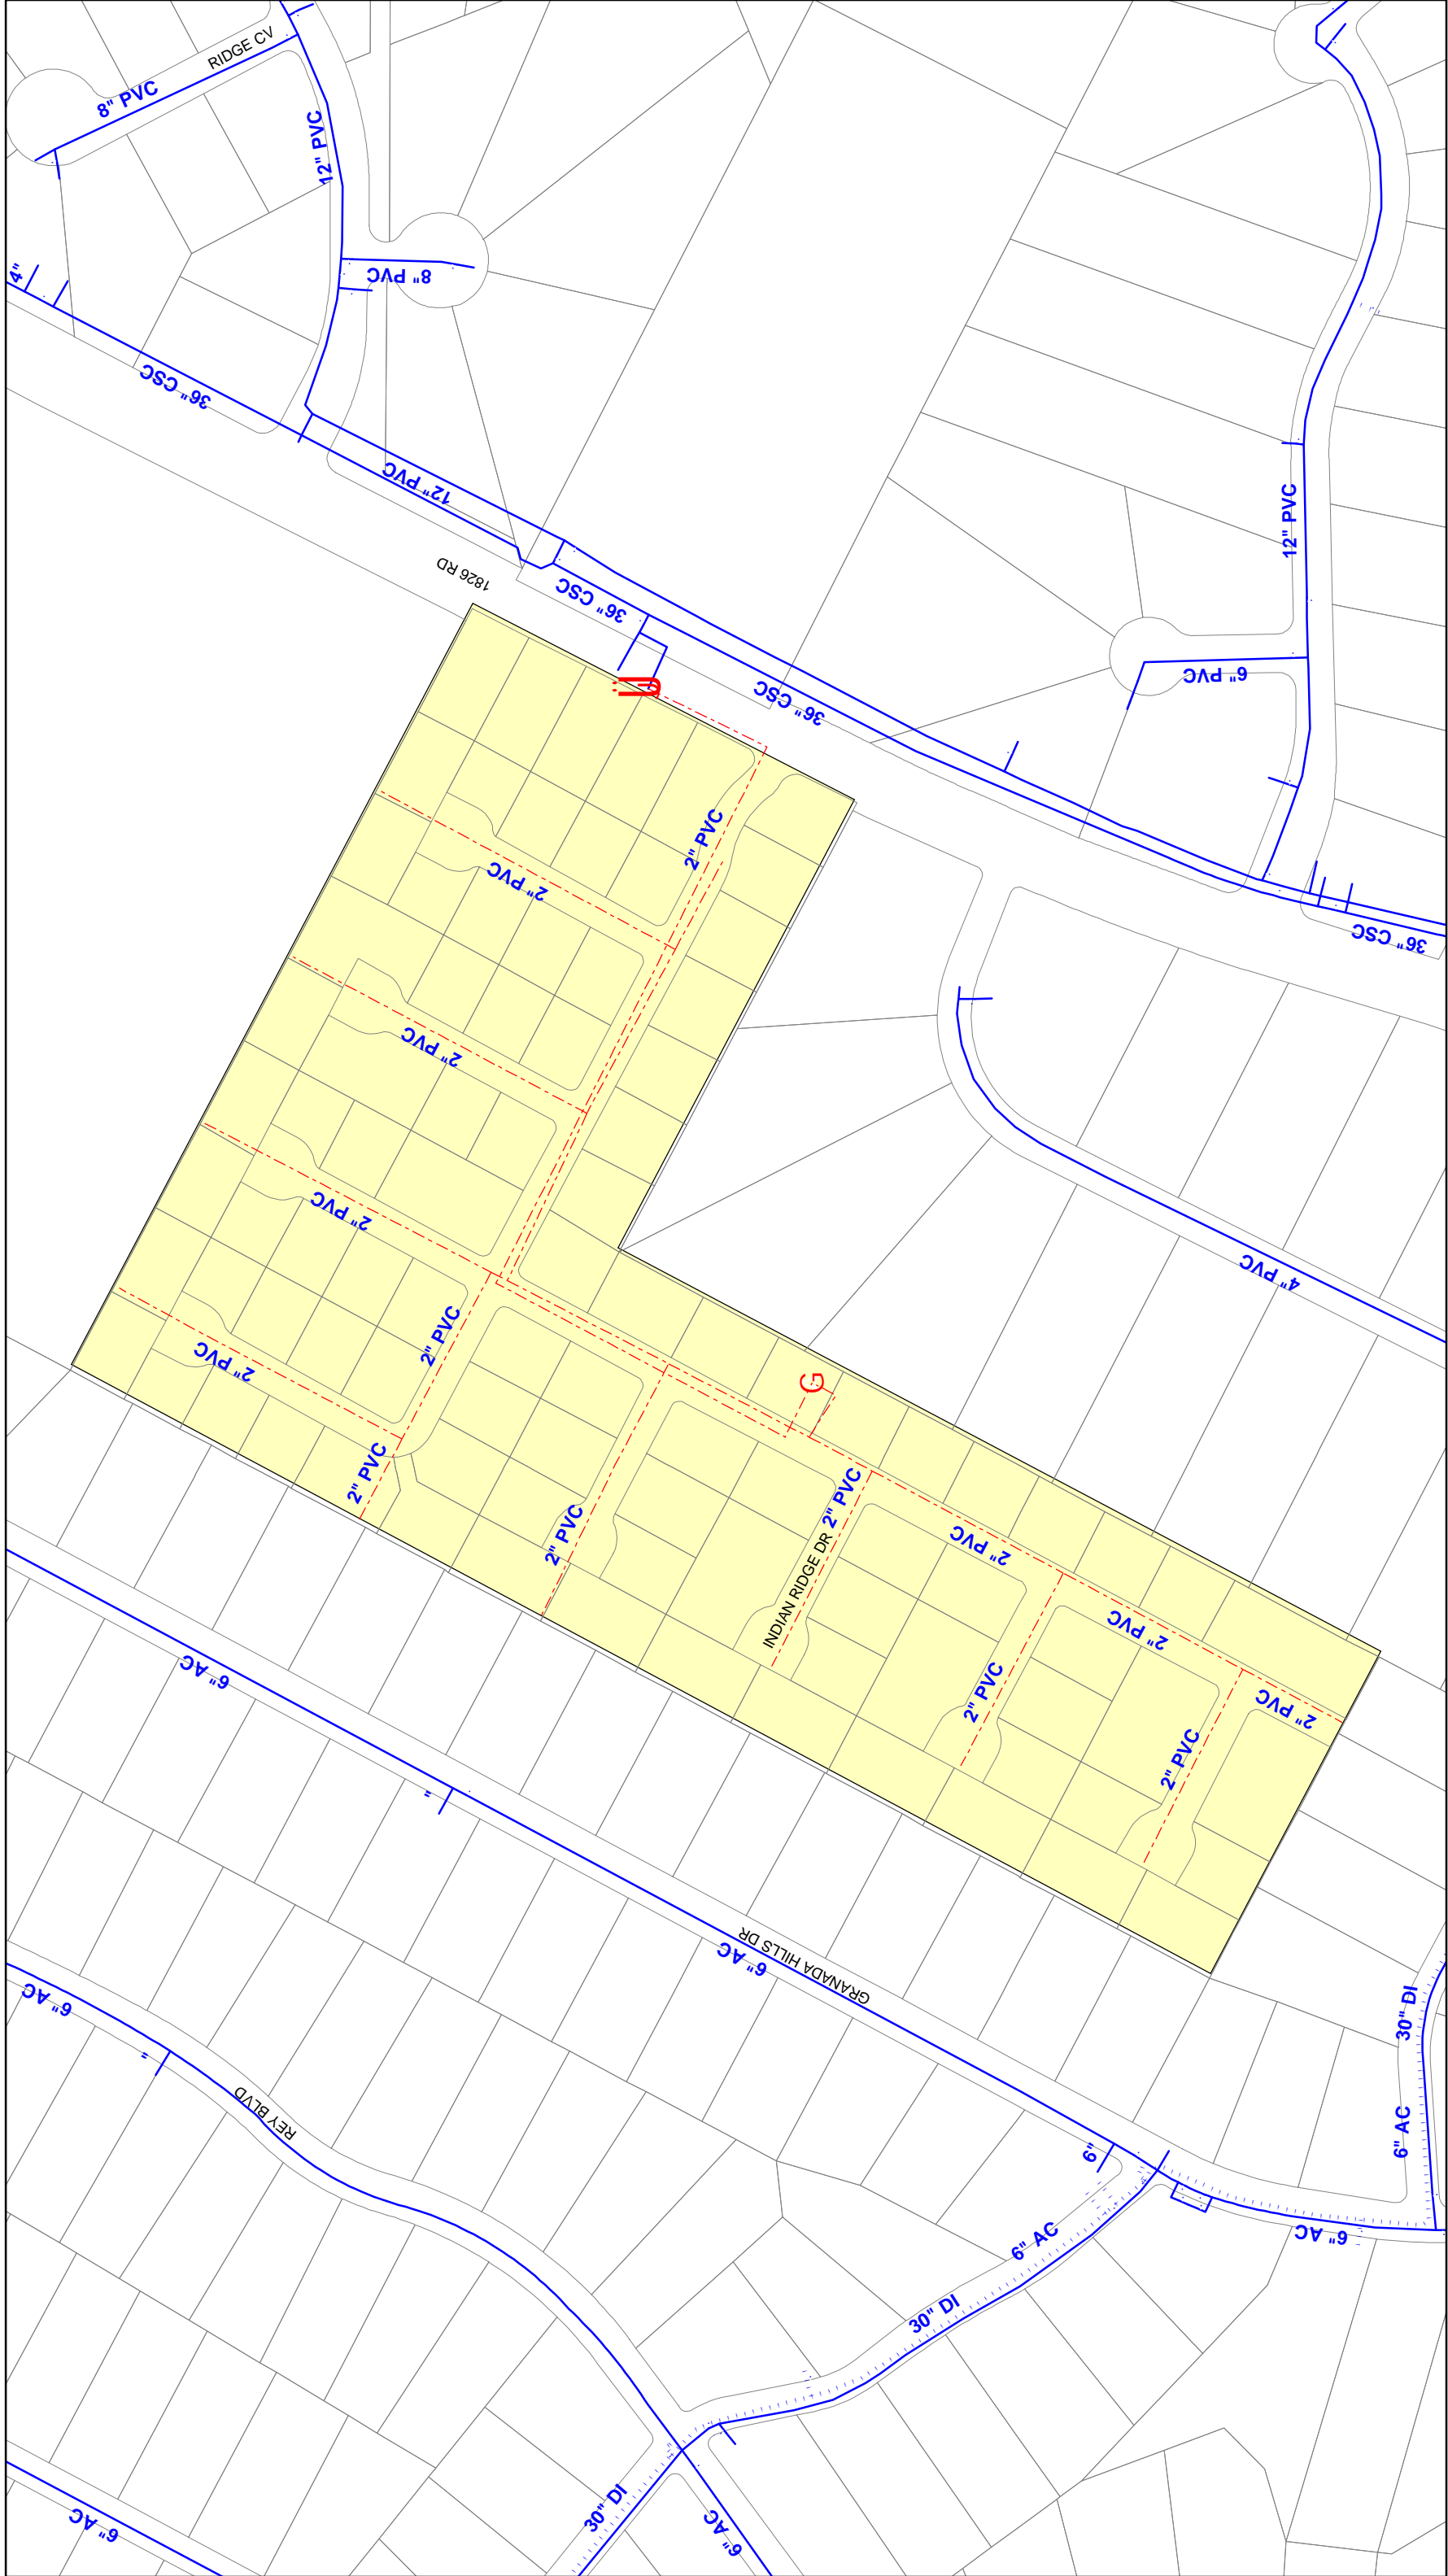 RIDGE CV
8" PVC
12" PVC
4"
8" PVC
36" CSC
12" PVC
12" PVC
1826 RD
36" CSC
6" PVC
36" CSC
2" PVC
2" PVC
36" CSC
2" PVC
2" PVC
4" PVC
2" PVC
2" PVC
G
2" PVC
2" PVC
2" PVC
2" PVC
INDIAN RIDGE DR
2" PVC
2" PVC
6" AC
2" PVC
2" PVC
2" PVC
"
GRANADA HILLS DR
6" AC
6" AC
30" DI
"
REY BLVD
6" AC
6"
6" AC
6" AC
30" DI
30" DI
6" AC
6" AC